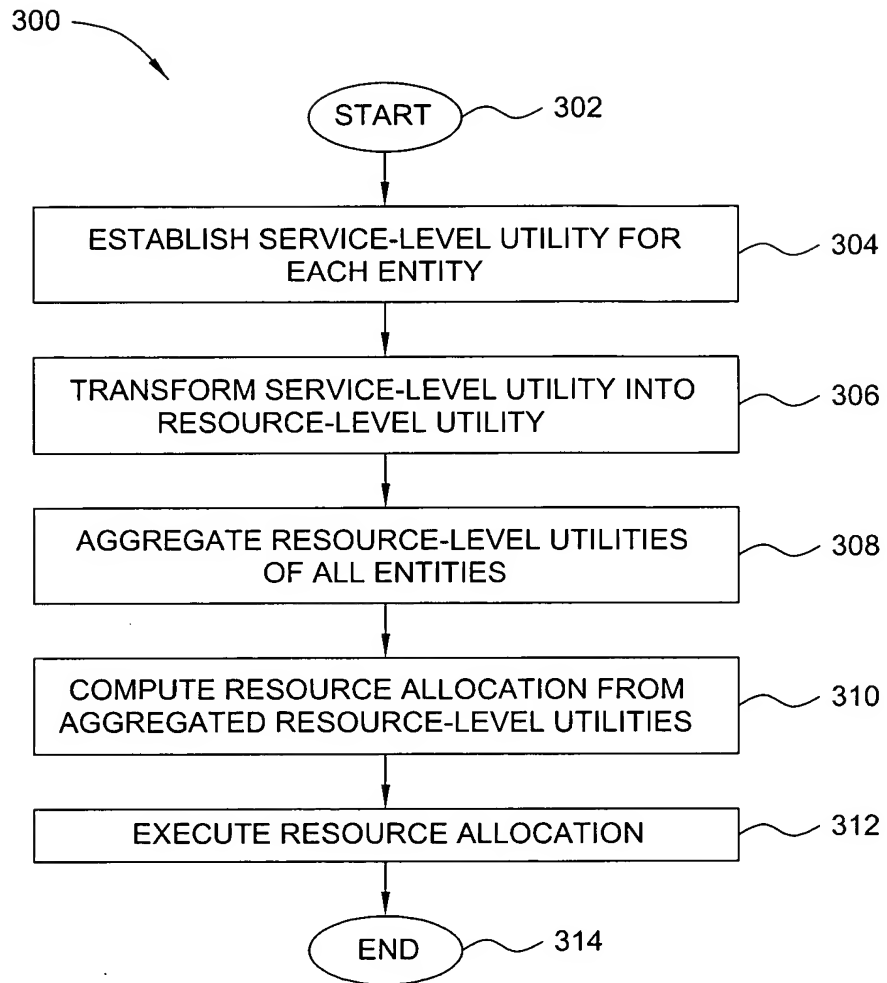 300
START
302
ESTABLISH SERVICE-LEVEL UTILITY FOR
EACH ENTITY
304
TRANSFORM SERVICE-LEVEL UTILITY INTO
RESOURCE-LEVEL UTILITY
306
AGGREGATE RESOURCE-LEVEL UTILITIES
OF ALL ENTITIES
308
COMPUTE RESOURCE ALLOCATION FROM
AGGREGATED RESOURCE-LEVEL UTILITIES
310
EXECUTE RESOURCE ALLOCATION
312
END
314